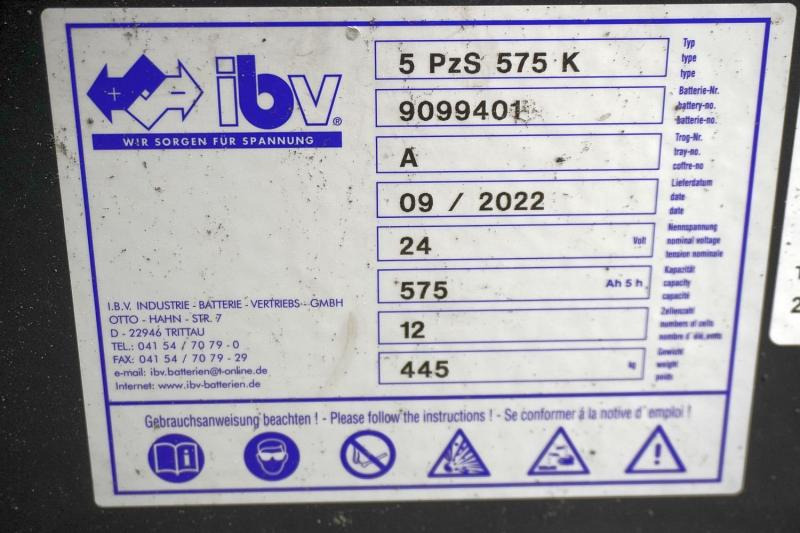 ibv®
WIR SORGEN FÜR SPANNUNG
5 PzS 575 K
Typ
type
type
9099401
Batterie-Nr.
battery-no.
batterie-no.
A
Trog-Nr.
tray-no.
coffre-no
09 / 2022
Lieferdatum
date
date
24 Volt
Nennspannung
nominal voltage
tension nominale
575 Ah 5 h
Kapazität
capacity
capacité
12
Zellenzahl
numbers of cells
nombre d´élé.ents
445 kg
Gewicht
weight
poids
I.B.V. INDUSTRIE - BATTERIE - VERTRIEBS - GMBH
OTTO - HAHN - STR. 7
D - 22946 TRITTAU
TEL.: 041 54 / 70 79 - 0
FAX: 041 54 / 70 79 - 29
e-mail: ibv.batterien@t-online.de
Internet: www.ibv-batterien.de
Gebrauchsanweisung beachten ! - Please follow the instructions ! - Se conformer á la notive d´emploi !